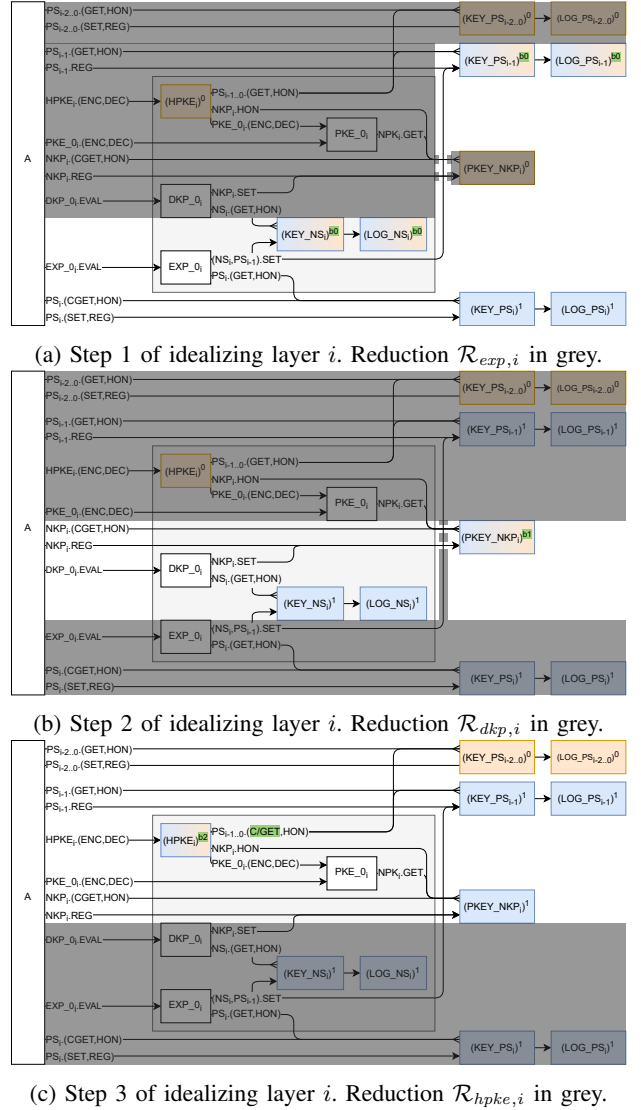 PS_{i-2..0}.(GET,HON)
PS_{i-2..0}.(SET,REG)
(KEY_PS_{i-2..0})^0
(LOG_PS_{i-2..0})^0
PS_{i-1}.(GET,HON)
PS_{i-1}.REG
(KEY_PS_{i-1})^{b0}
(LOG_PS_{i-1})^{b0}
HPKE_i.(ENC,DEC)
(HPKE_i)^0
PS_{i-1..0}.(GET,HON)
NKP_i.HON
PKE_0_i.(ENC,DEC)
PKE_0_i.(ENC,DEC)
PKE_0_i
NPK_i.GET
A
NKP_i.(CGET,HON)
NKP_i.REG
(PKEY_NKP_i)^0
DKP_0_i.EVAL
DKP_0_i
NKP_i.SET
NS_i.(GET,HON)
(KEY_NS_i)^{b0}
(LOG_NS_i)^{b0}
EXP_0_i.EVAL
EXP_0_i
(NS_i,PS_{i-1}).SET
PS_i.(GET,HON)
PS_i.(CGET,HON)
PS_i.(SET,REG)
(KEY_PS_i)^1
(LOG_PS_i)^1
(a) Step 1 of idealizing layer i. Reduction R_{exp,i} in grey.
PS_{i-2..0}.(GET,HON)
PS_{i-2..0}.(SET,REG)
(KEY_PS_{i-2..0})^0
(LOG_PS_{i-2..0})^0
PS_{i-1}.(GET,HON)
PS_{i-1}.REG
(KEY_PS_{i-1})^1
(LOG_PS_{i-1})^1
HPKE_i.(ENC,DEC)
(HPKE_i)^0
PS_{i-1..0}.(GET,HON)
NKP_i.HON
PKE_0_i.(ENC,DEC)
PKE_0_i.(ENC,DEC)
PKE_0_i
NPK_i.GET
A
NKP_i.(CGET,HON)
NKP_i.REG
(PKEY_NKP_i)^{b1}
DKP_0_i.EVAL
DKP_0_i
NKP_i.SET
NS_i.(GET,HON)
(KEY_NS_i)^1
(LOG_NS_i)^1
EXP_0_i.EVAL
EXP_0_i
(NS_i,PS_{i-1}).SET
PS_i.(GET,HON)
PS_i.(CGET,HON)
PS_i.(SET,REG)
(KEY_PS_i)^1
(LOG_PS_i)^1
(b) Step 2 of idealizing layer i. Reduction R_{dkp,i} in grey.
PS_{i-2..0}.(GET,HON)
PS_{i-2..0}.(SET,REG)
(KEY_PS_{i-2..0})^0
(LOG_PS_{i-2..0})^0
PS_{i-1}.(GET,HON)
PS_{i-1}.REG
(KEY_PS_{i-1})^1
(LOG_PS_{i-1})^1
HPKE_i.(ENC,DEC)
(HPKE_i)^{b2}
PS_{i-1..0}.(C/GET,HON)
NKP_i.HON
PKE_0_i.(ENC,DEC)
PKE_0_i.(ENC,DEC)
PKE_0_i
NPK_i.GET
A
NKP_i.(CGET,HON)
NKP_i.REG
(PKEY_NKP_i)^1
DKP_0_i.EVAL
DKP_0_i
NKP_i.SET
NS_i.(GET,HON)
(KEY_NS_i)^1
(LOG_NS_i)^1
EXP_0_i.EVAL
EXP_0_i
(NS_i,PS_{i-1}).SET
PS_i.(GET,HON)
PS_i.(CGET,HON)
PS_i.(SET,REG)
(KEY_PS_i)^1
(LOG_PS_i)^1
(c) Step 3 of idealizing layer i. Reduction R_{hpke,i} in grey.